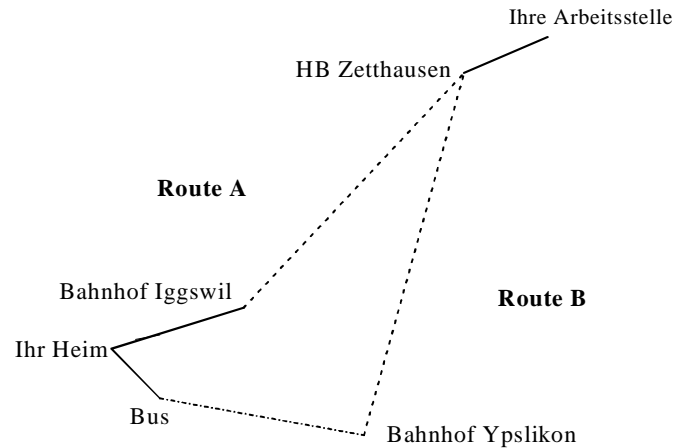 Ihre Arbeitsstelle
HB Zetthausen
Route A
Bahnhof Iggswil
Route B
Ihr Heim
Bus
Bahnhof Ypslikon